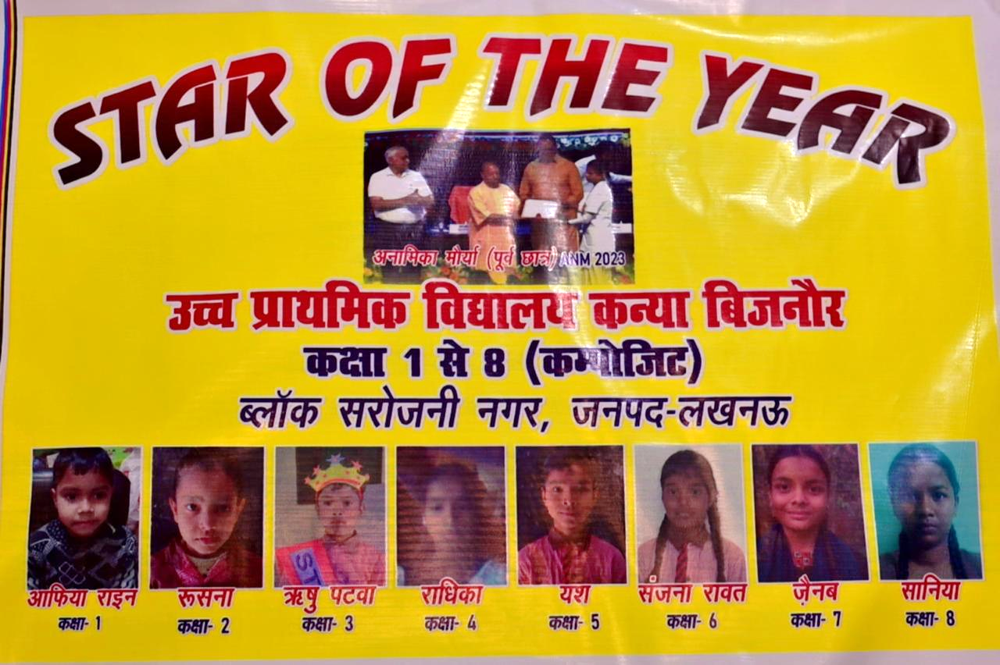 STAR OF THE YEAR
अनामिका मौर्या (पूर्व छात्र) ANM 2023
उच्च प्राथमिक विद्यालय कन्या बिजनौर
कक्षा 1 से 8 (कम्पोजिट)
ब्लॉक सरोजनी नगर, जनपद-लखनऊ
आफिया राइन रूसना ऋषु पटवा राधिका यश संजना रावत ज़ैनब सानिया
कक्षा- 1 कक्षा- 2 कक्षा- 3 कक्षा- 4 कक्षा- 5 कक्षा- 6 कक्षा- 7 कक्षा- 8